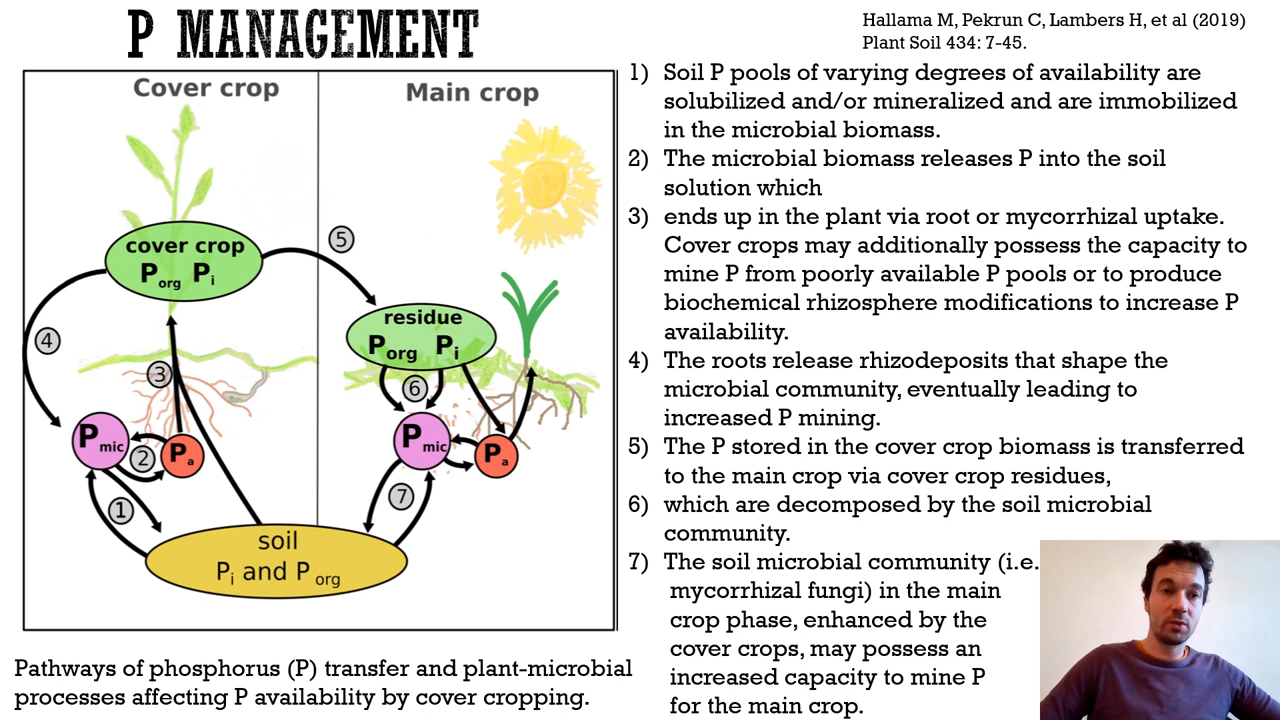 P MANAGEMENT
Hallama M, Pekrun C, Lambers H, et al (2019)
Plant Soil 434: 7-45.
Cover crop
Main crop
5
cover crop
Porg Pi
4
residue
Porg Pi
3
6
Pmic
2
Pa
Pmic
Pa
1
7
soil
Pi and Porg
Pathways of phosphorus (P) transfer and plant-microbial
processes affecting P availability by cover cropping.
1) Soil P pools of varying degrees of availability are
solubilized and/or mineralized and are immobilized
in the microbial biomass.
2) The microbial biomass releases P into the soil
solution which
3) ends up in the plant via root or mycorrhizal uptake.
Cover crops may additionally possess the capacity to
mine P from poorly available P pools or to produce
biochemical rhizosphere modifications to increase P
availability.
4) The roots release rhizodeposits that shape the
microbial community, eventually leading to
increased P mining.
5) The P stored in the cover crop biomass is transferred
to the main crop via cover crop residues,
6) which are decomposed by the soil microbial
community.
7) The soil microbial community (i.e.
mycorrhizal fungi) in the main
crop phase, enhanced by the
cover crops, may possess an
increased capacity to mine P
for the main crop.